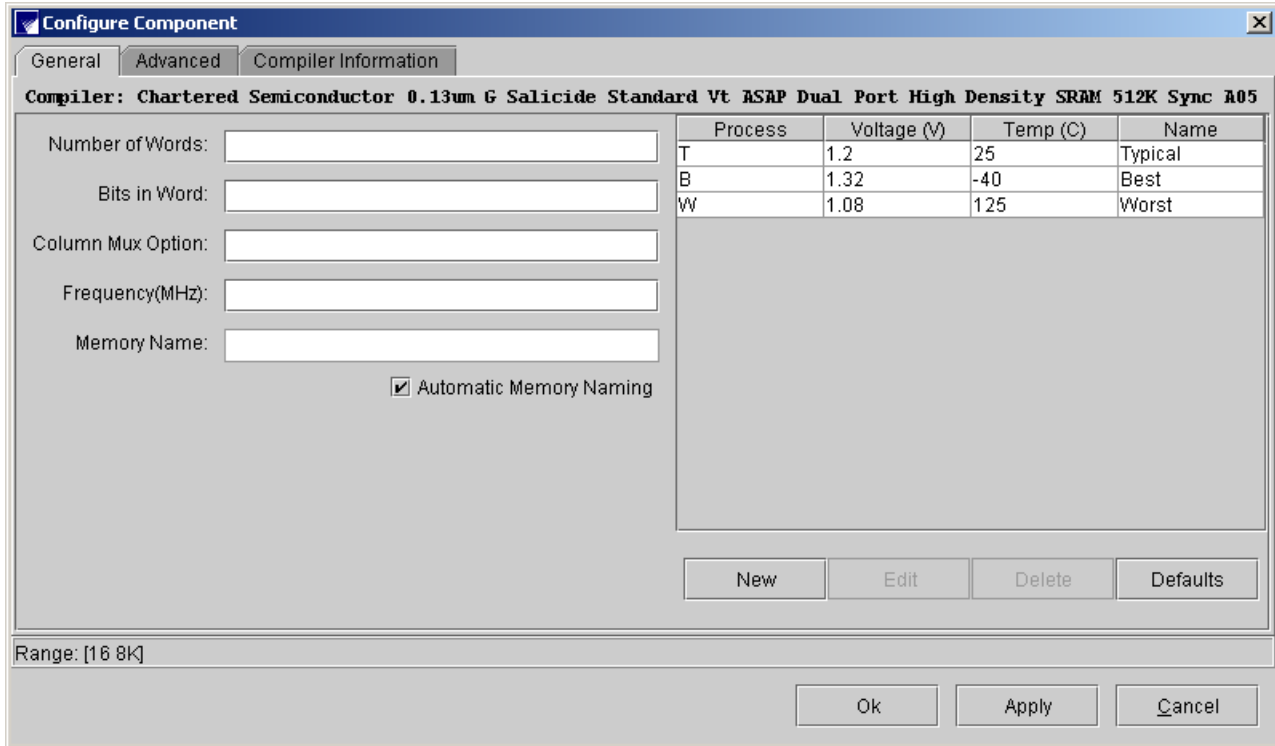 Configure Component
General Advanced Compiler Information
Compiler: Chartered Semiconductor 0.13um G Salicide Standard Vt ASAP Dual Port High Density SRAM 512K Sync A05
Number of Words:
Bits in Word:
Column Mux Option:
Frequency(MHz):
Memory Name:
Automatic Memory Naming
Process Voltage (V) Temp (C) Name
T 1.2 25 Typical
B 1.32 -40 Best
W 1.08 125 Worst
New Edit Delete Defaults
Range: [16 8K]
Ok Apply Cancel